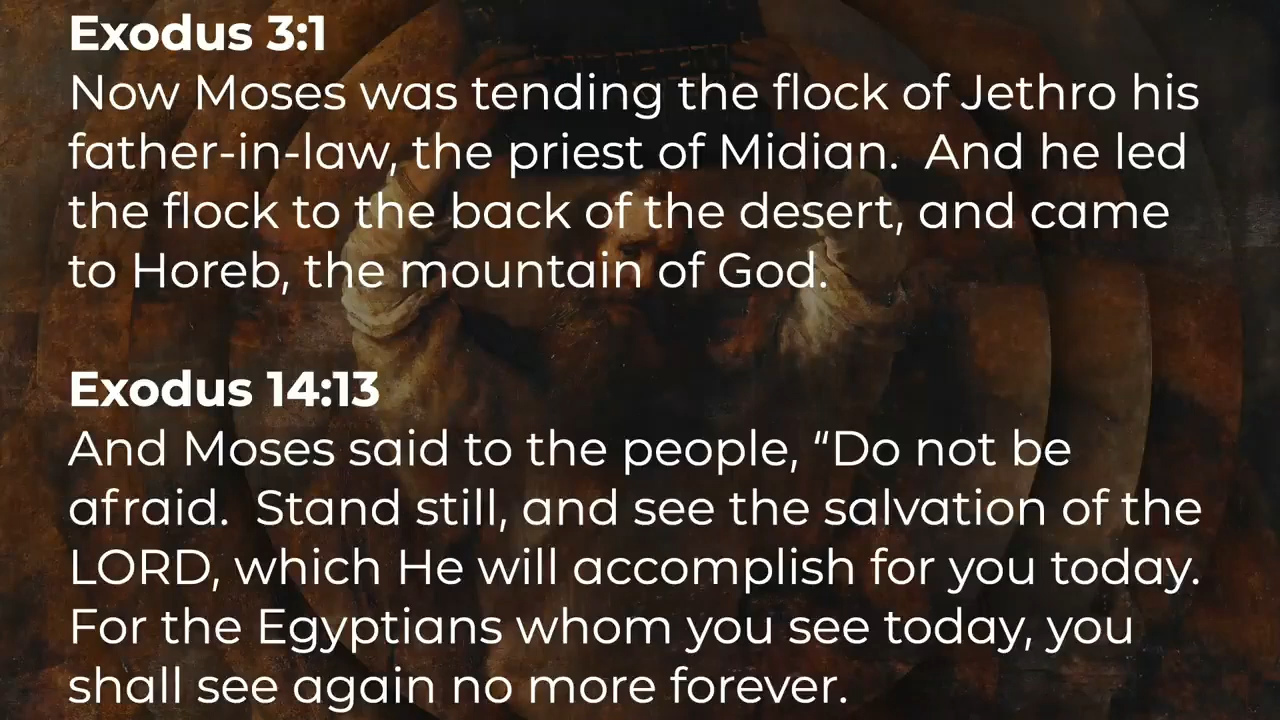 Exodus 3:1
Now Moses was tending the flock of Jethro his
father-in-law, the priest of Midian.  And he led
the flock to the back of the desert, and came
to Horeb, the mountain of God.
Exodus 14:13
And Moses said to the people, “Do not be
afraid.  Stand still, and see the salvation of the
LORD, which He will accomplish for you today.
For the Egyptians whom you see today, you
shall see again no more forever.